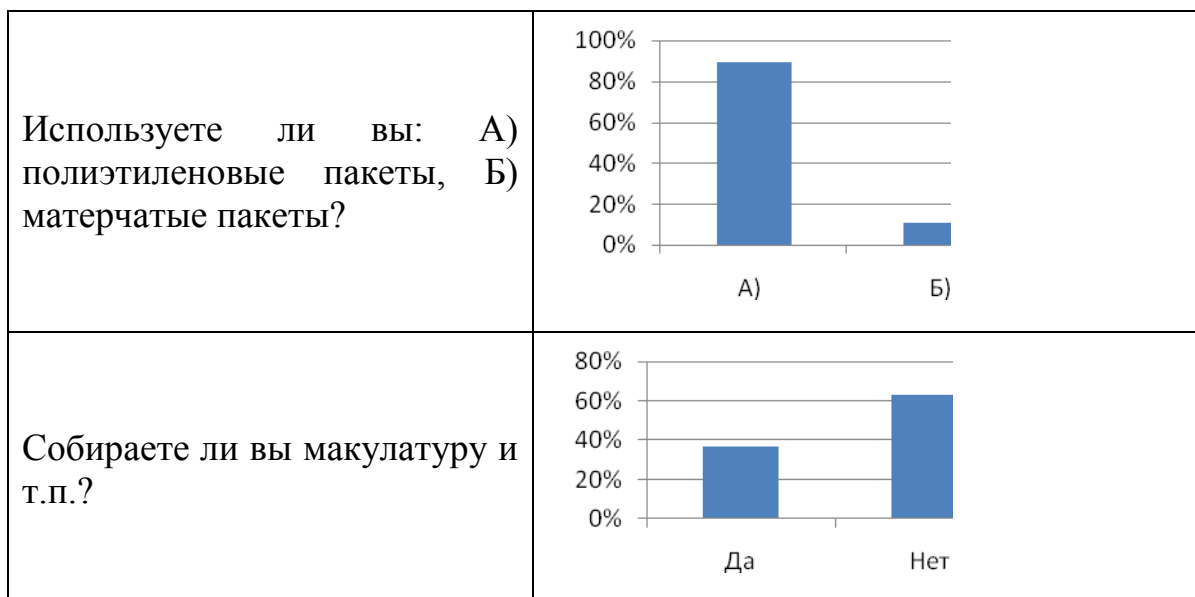 Используете ли вы: А)
полиэтиленовые пакеты, Б)
матерчатые пакеты?
100%
80%
60%
40%
20%
0%
А) Б)
Собираете ли вы макулатуру и
т.п.?
80%
60%
40%
20%
0%
Да Нет